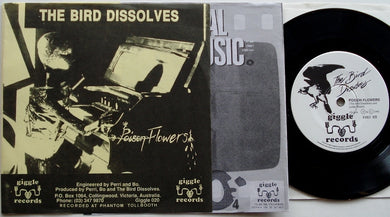 THE BIRD DISSOLVES
Poison Flowers
giggle
records
Engineered by Perri and Bo.
Produced by Perri, Bo and The Bird Dissolves.
P.O. Box 1064, Collingwood, Victoria, Australia,
Phone: (03) 347 9870
Giggle 020
RECORDED AT PHANTOM TOLLBOOTH
giggle
records
AL
USIC
giggle
records
The Bird
Dissolves
POISON FLOWERS
giggle
records